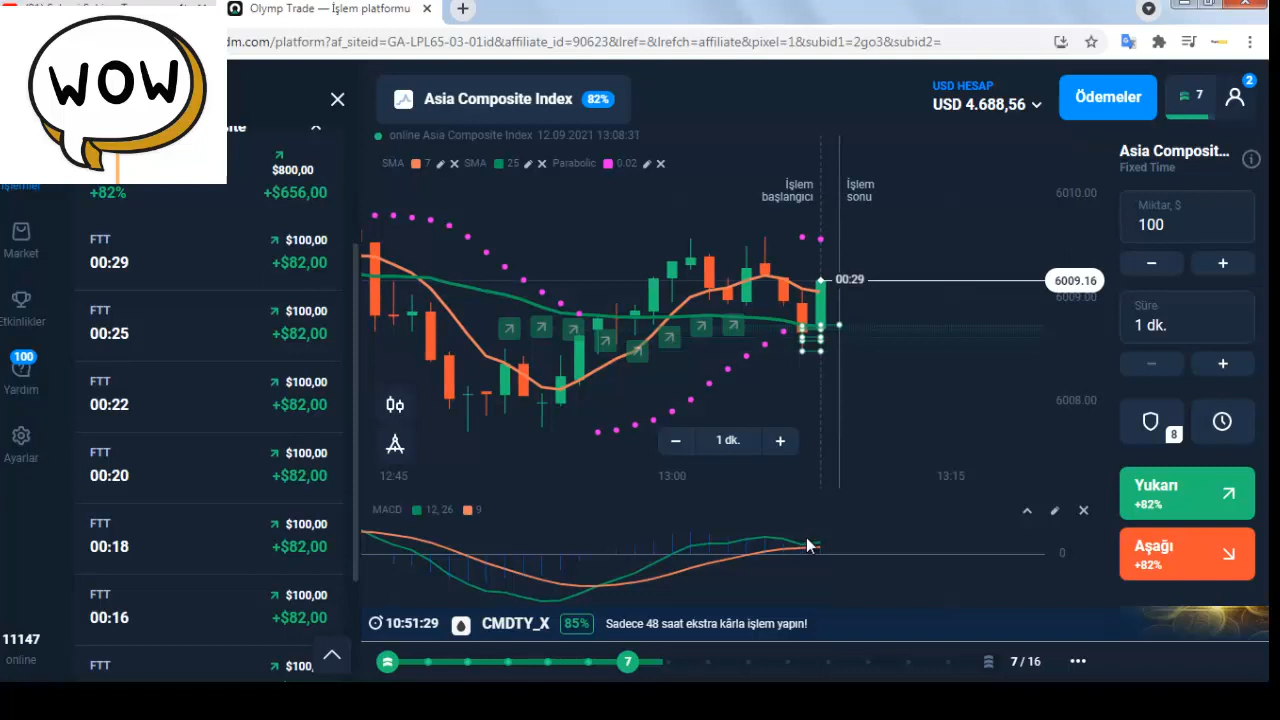 Olymp Trade — İşlem platformu
dm.com/platform?af_siteid=GA-LPL65-03-01id&affiliate_id=90623&lref=&lrefch=affiliate&pixel=1&subid1=2go3&subid2=
WOW
Asia Composite Index 82%
USD HESAP
USD 4.688,56
Ödemeler
7
2
online Asia Composite Index 12.09.2021 13:08:31
SMA 7 SMA 25 Parabolic 0.02
$800,00
+82% +$656,00
FTT $100,00
00:29 +$82,00
FTT $100,00
00:25 +$82,00
FTT $100,00
00:22 +$82,00
FTT $100,00
00:20 +$82,00
FTT $100,00
00:18 +$82,00
FTT $100,00
00:16 +$82,00
FTT
Market
Etkinlikler
100
Yardım
Ayarlar
11147
online
İşlem
başlangıcı
İşlem
sonu
6010.00
00:29
6009.16
6009.00
6008.00
1 dk.
12:45 13:00 13:15
MACD 12, 26 9
0
Asia Composit...
Fixed Time
Miktar, $
100
Süre
1 dk.
8
Yukarı
+82%
Aşağı
+82%
10:51:29 CMDTY_X 85% Sadece 48 saat ekstra kârla işlem yapın!
7 7 / 16